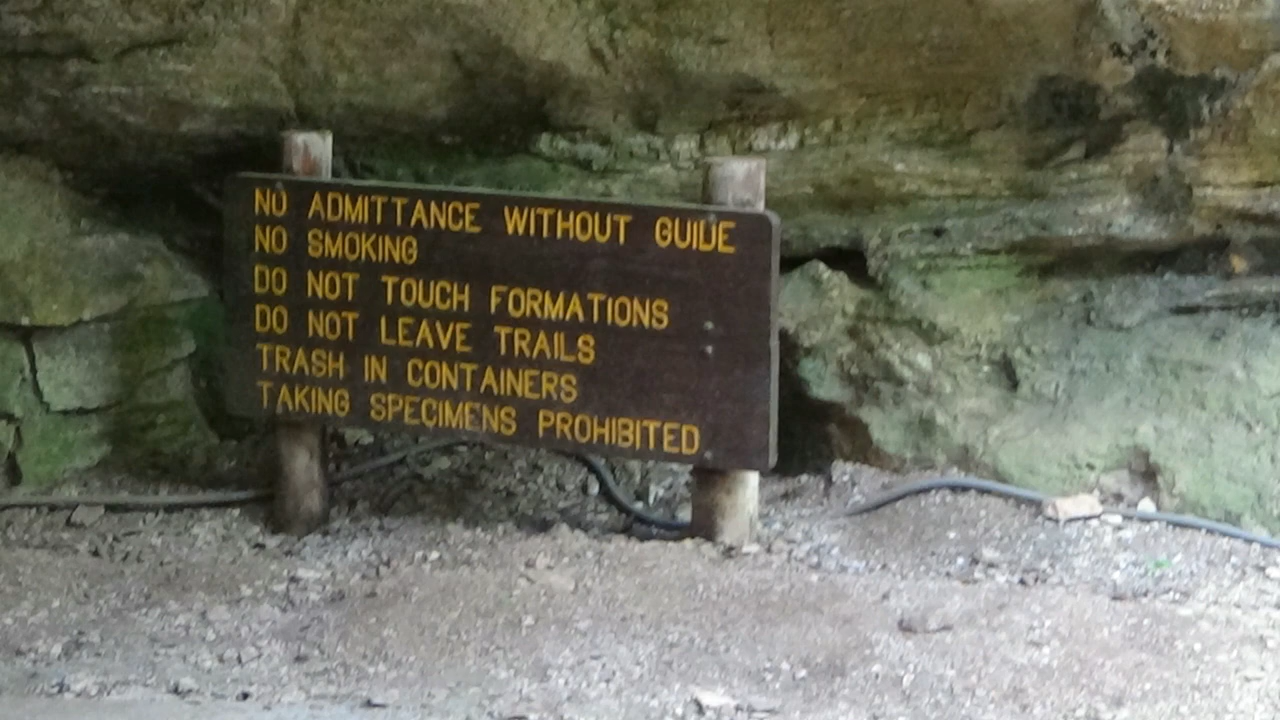 NO ADMITTANCE WITHOUT GUIDE
NO SMOKING
DO NOT TOUCH FORMATIONS
DO NOT LEAVE TRAILS
TRASH IN CONTAINERS
TAKING SPECIMENS PROHIBITED